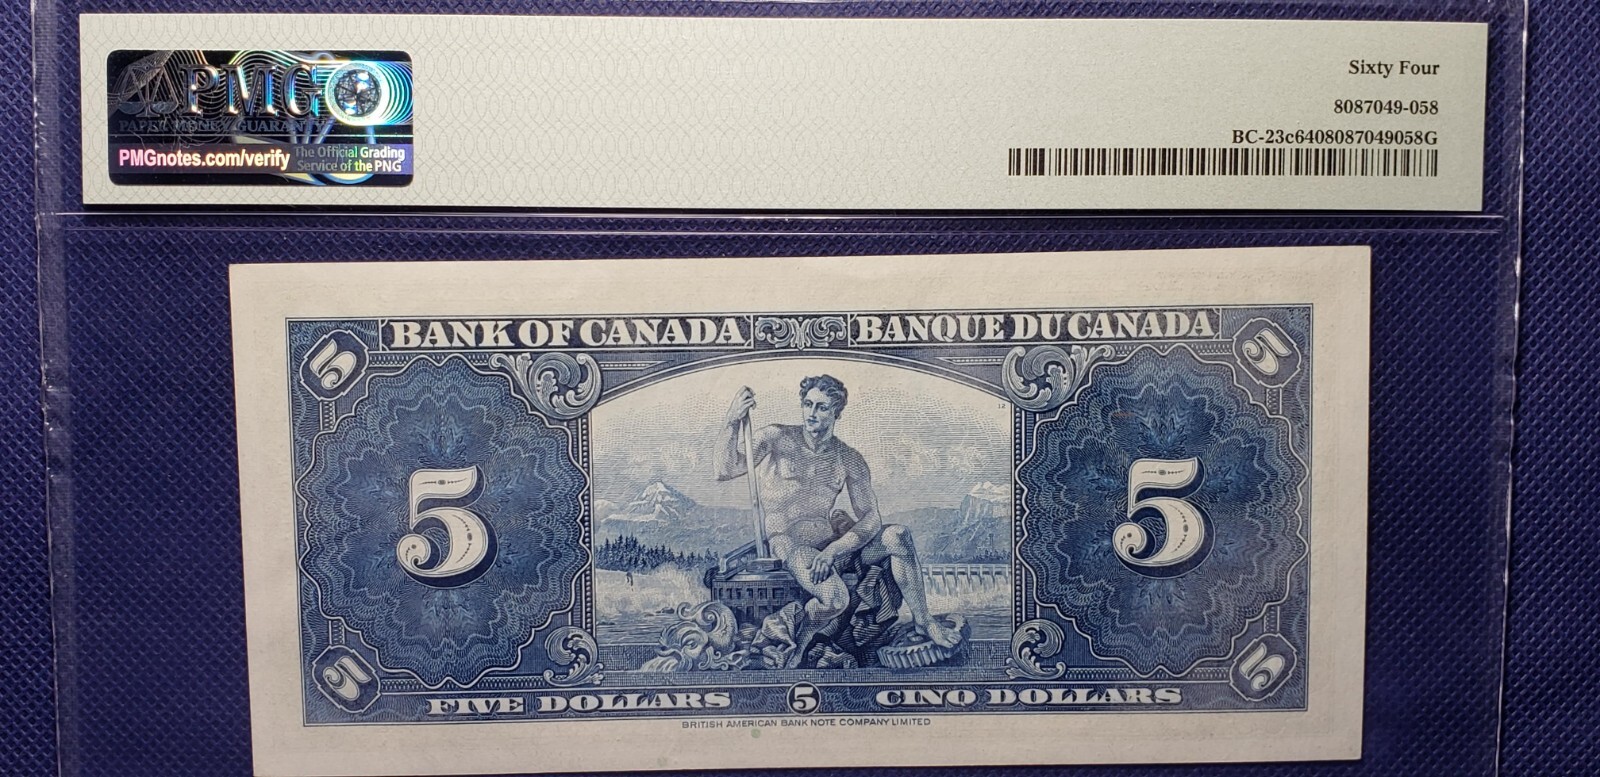 PMG
PAPER MONEY GUARANTY
PMGnotes.com/verify
The Official Grading
Service of the PNG
Sixty Four
8087049-058
BC-23c6408087049058G
BANK OF CANADA BANQUE DU CANADA
5 5
12
5 5
5 5
FIVE DOLLARS 5 CINQ DOLLARS
BRITISH AMERICAN BANK NOTE COMPANY LIMITED